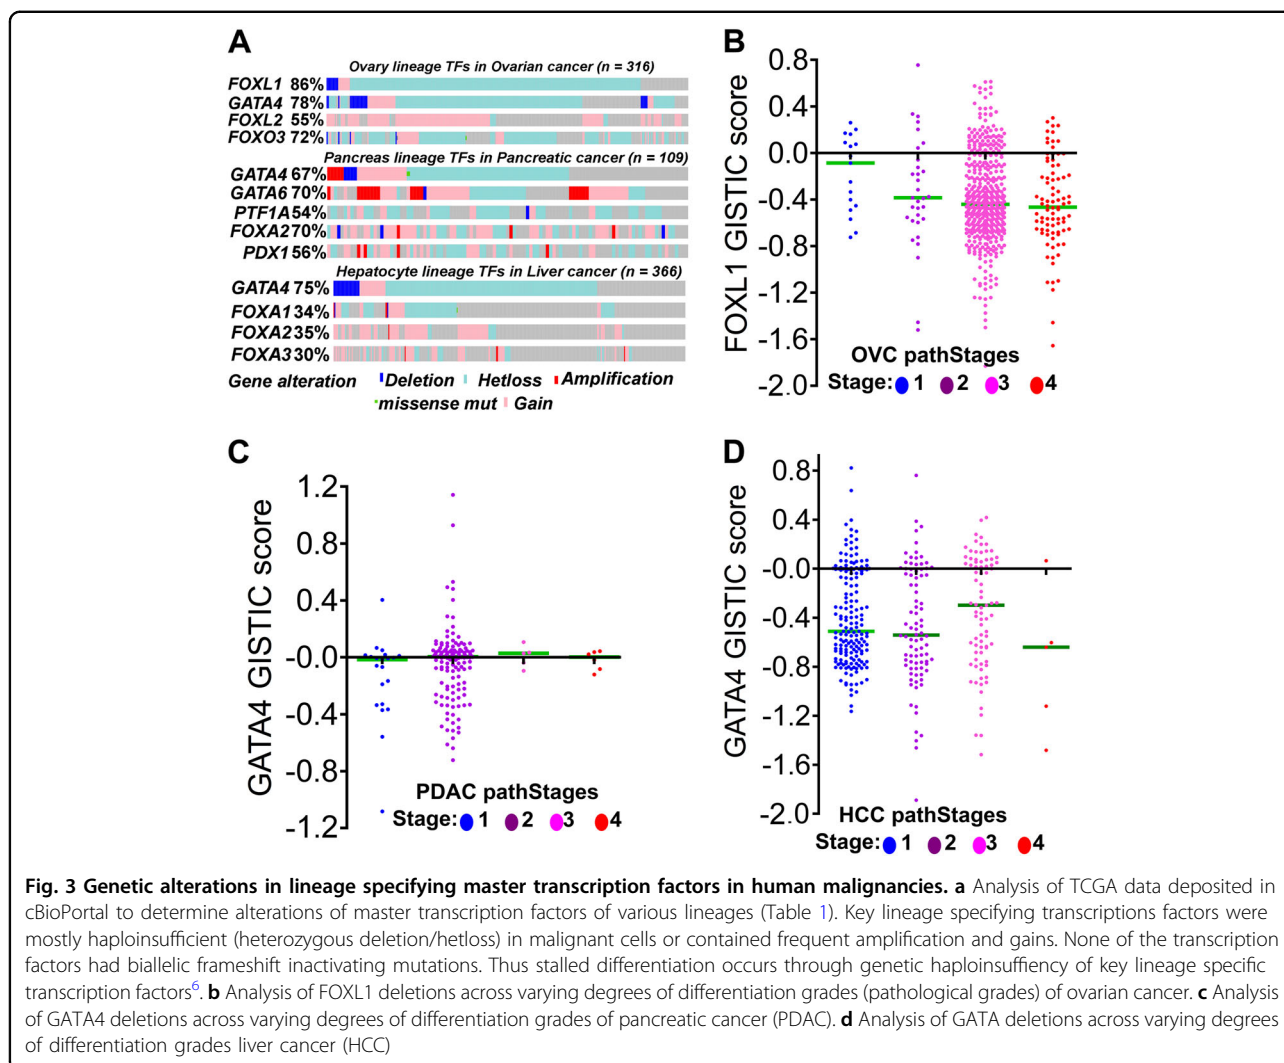 A
Ovary lineage TFs in Ovarian cancer (n = 316)
FOXL1 86%
GATA4 78%
FOXL2 55%
FOXO3 72%
Pancreas lineage TFs in Pancreatic cancer (n = 109)
GATA4 67%
GATA6 70%
PTF1A54%
FOXA270%
PDX1 56%
Hepatocyte lineage TFs in Liver cancer (n = 366)
GATA4 75%
FOXA134%
FOXA235%
FOXA330%
Gene alteration Deletion Hetloss Amplification
missense mut Gain
B
FOXL1 GISTIC score
0.8
0.4
0.0
-0.4
-0.8
-1.2
-1.6
-2.0
OVC pathStages
Stage: 1 2 3 4
C
GATA4 GISTIC score
1.2
0.8
0.4
-0.0
-0.4
-0.8
-1.2
PDAC pathStages
Stage: 1 2 3 4
D
GATA4 GISTIC score
0.8
0.4
-0.0
-0.4
-0.8
-1.2
-1.6
-2.0
HCC pathStages
Stage: 1 2 3 4
Fig. 3 Genetic alterations in lineage specifying master transcription factors in human malignancies. a Analysis of TCGA data deposited in
cBioPortal to determine alterations of master transcription factors of various lineages (Table 1). Key lineage specifying transcriptions factors were
mostly haploinsufficient (heterozygous deletion/hetloss) in malignant cells or contained frequent amplification and gains. None of the transcription
factors had biallelic frameshift inactivating mutations. Thus stalled differentiation occurs through genetic haploinsuffiency of key lineage specific
transcription factors6. b Analysis of FOXL1 deletions across varying degrees of differentiation grades (pathological grades) of ovarian cancer. c Analysis
of GATA4 deletions across varying degrees of differentiation grades of pancreatic cancer (PDAC). d Analysis of GATA deletions across varying degrees
of differentiation grades liver cancer (HCC)